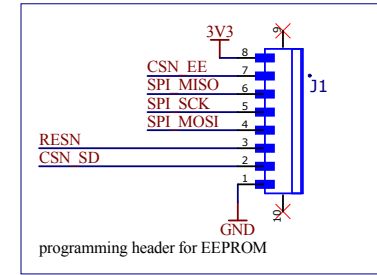 3V3
9
8
CSN_EE
7
J1
SPI_MISO
6
SPI_SCK
5
SPI_MOSI
4
RESN
3
CSN_SD
2
1
10
GND
programming header for EEPROM